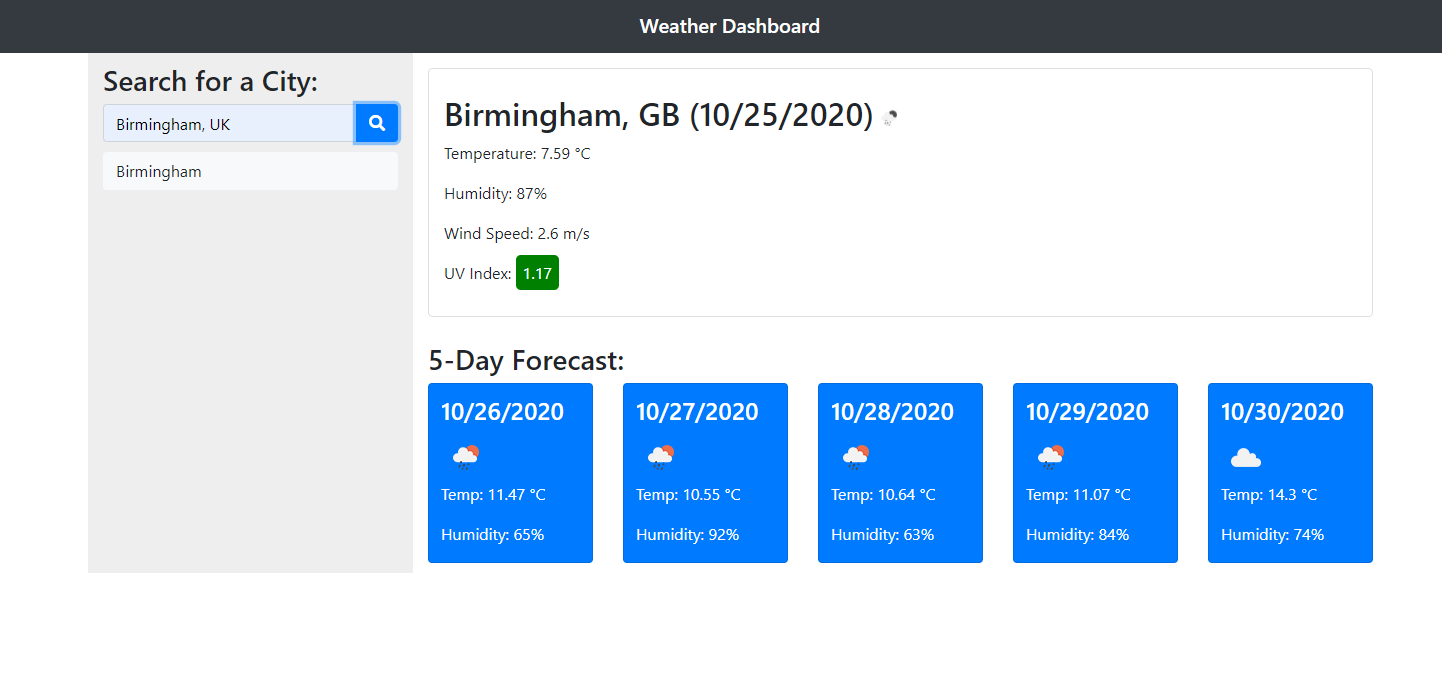 Weather Dashboard
Search for a City:
Birmingham, UK
Birmingham
Birmingham, GB (10/25/2020)
Temperature: 7.59 °C
Humidity: 87%
Wind Speed: 2.6 m/s
UV Index: 1.17
5-Day Forecast:
10/26/2020
Temp: 11.47 °C
Humidity: 65%
10/27/2020
Temp: 10.55 °C
Humidity: 92%
10/28/2020
Temp: 10.64 °C
Humidity: 63%
10/29/2020
Temp: 11.07 °C
Humidity: 84%
10/30/2020
Temp: 14.3 °C
Humidity: 74%